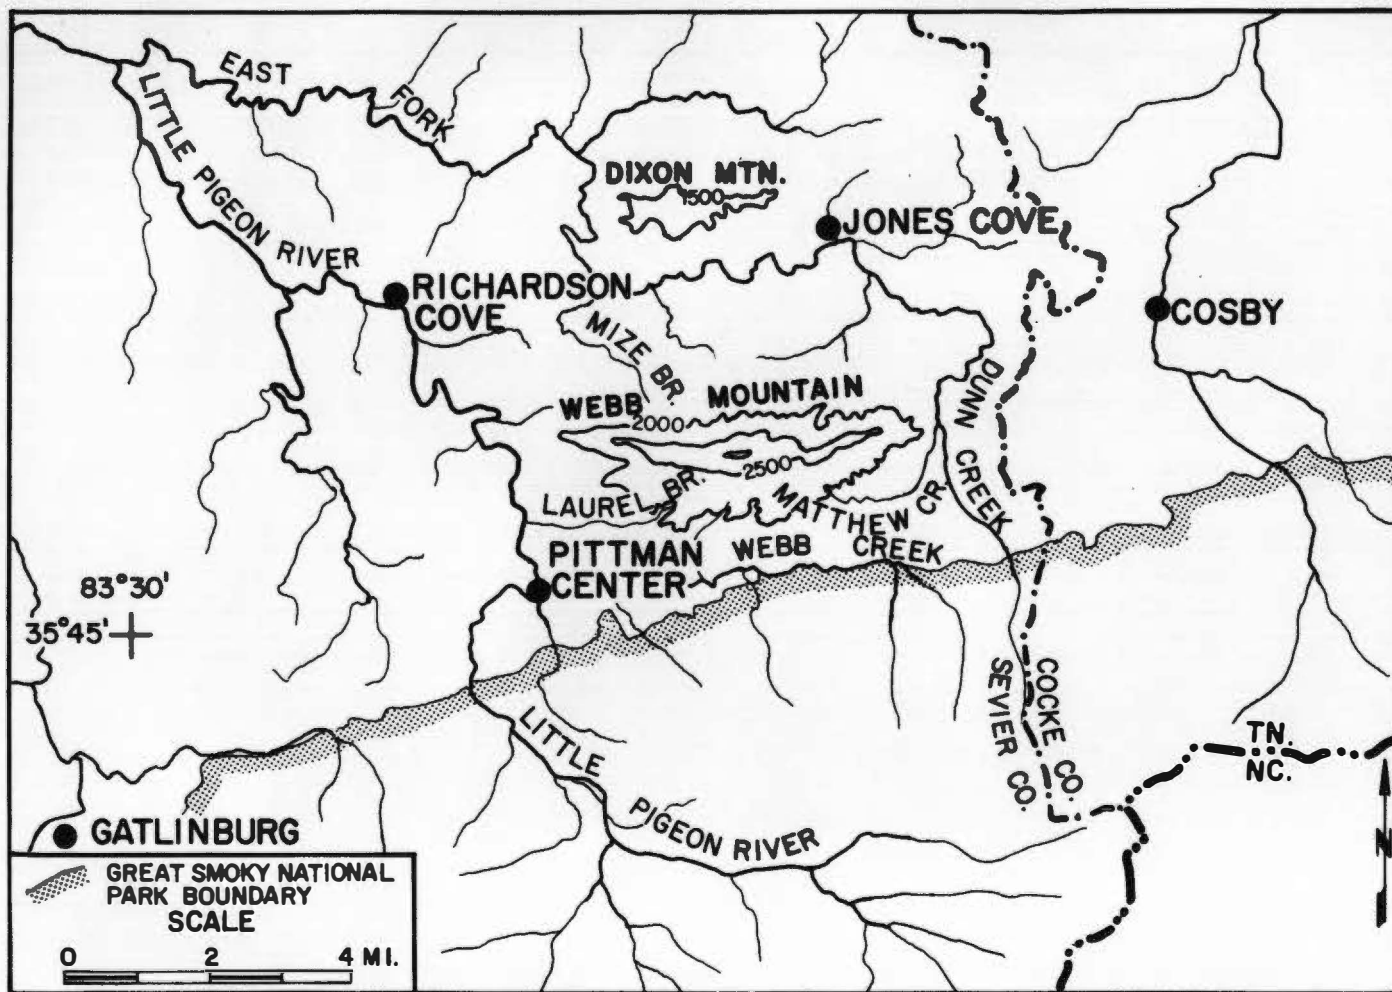 EAST
FORK
LITTLE PIGEON RIVER
DIXON MTN.
1500
JONES COVE
RICHARDSON
COVE
COSBY
MIZE BR.
DUNN CREEK
WEBB MOUNTAIN
2000
2500
LAUREL BR.
MATTHEW CR.
WEBB CREEK
PITTMAN
CENTER
83°30'
35°45'
LITTLE
PIGEON RIVER
COCKE CO.
SEVIER CO.
TN.
NC.
GATLINBURG
N
GREAT SMOKY NATIONAL
PARK BOUNDARY
SCALE
0 2 4 MI.